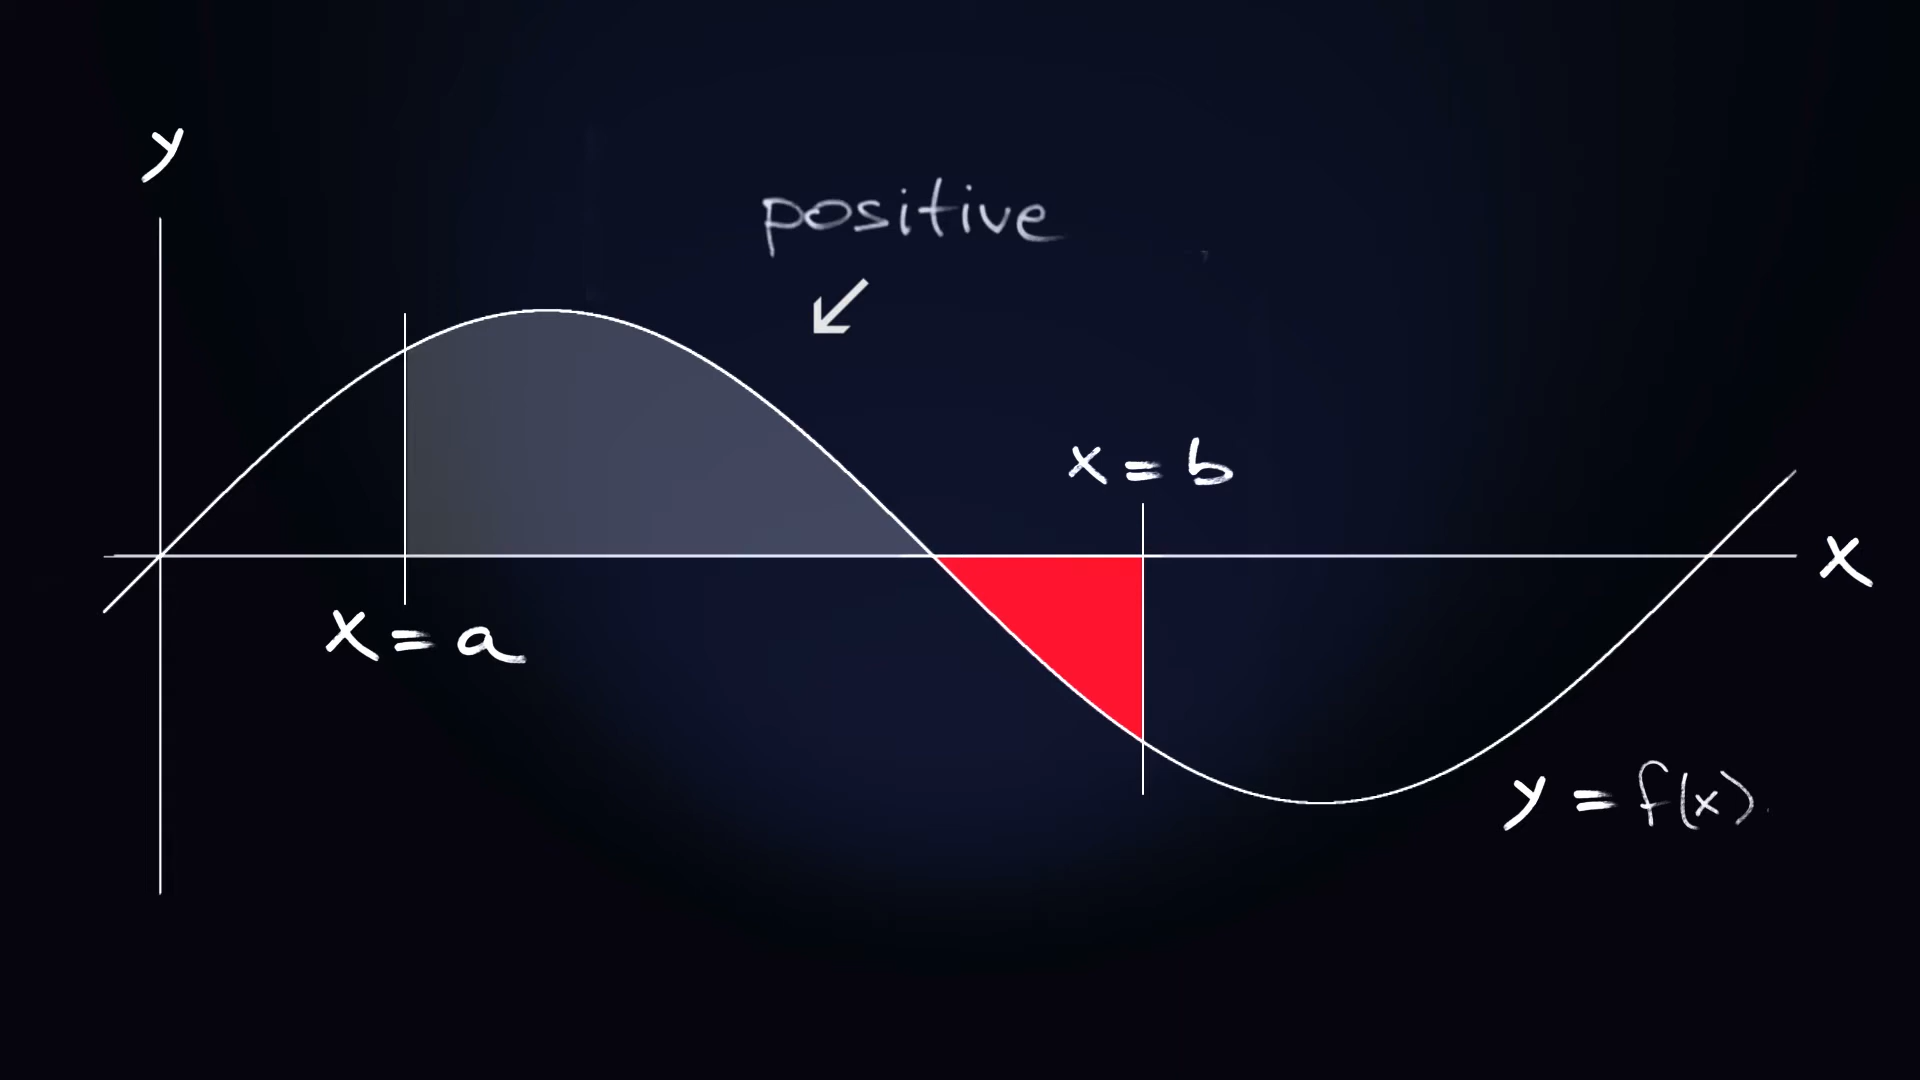 y
positive
x = b
x
x = a
y = f(x)